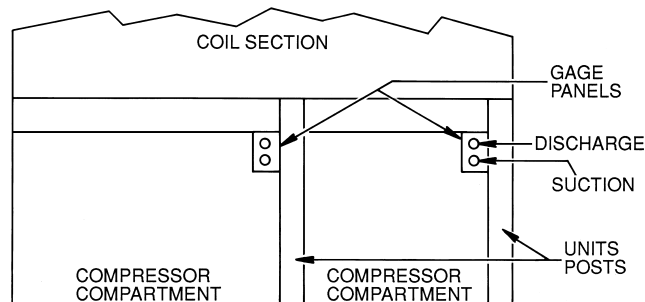 COIL SECTION
GAGE
PANELS
DISCHARGE
SUCTION
UNITS
POSTS
COMPRESSOR
COMPARTMENT
COMPRESSOR
COMPARTMENT